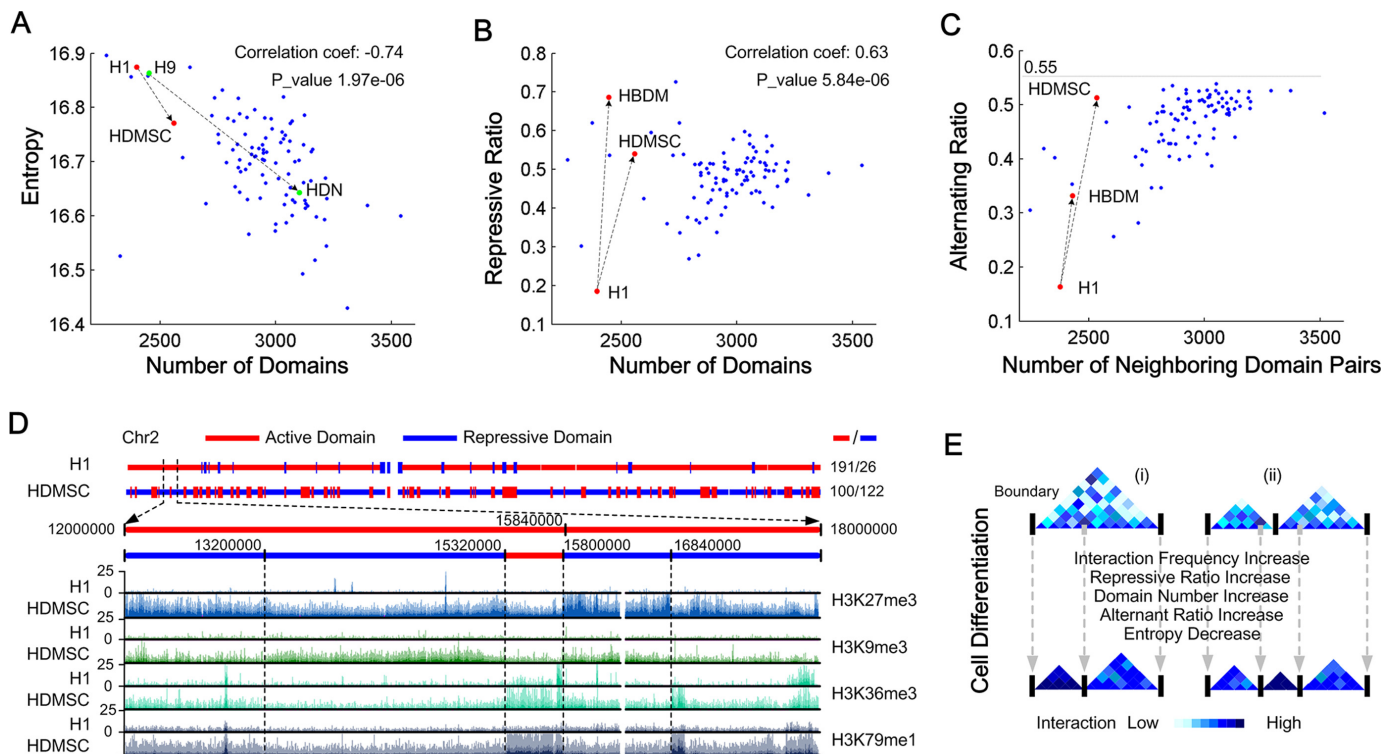 A
Correlation coef: -0.74
P_value 1.97e-06
H1
H9
HDMSC
HDN
Entropy
16.9
16.8
16.7
16.6
16.5
16.4
2500
3000
3500
Number of Domains
B
Correlation coef: 0.63
P_value 5.84e-06
HBDM
HDMSC
H1
Repressive Ratio
0.8
0.7
0.6
0.5
0.4
0.3
0.2
0.1
2500
3000
3500
Number of Domains
C
0.55
HDMSC
HBDM
H1
Alternating Ratio
0.6
0.5
0.4
0.3
0.2
0.1
2500
3000
3500
Number of Neighboring Domain Pairs
D
Chr2
Active Domain
Repressive Domain
/
H1
191/26
HDMSC
100/122
12000000
15840000
18000000
13200000
15320000
15800000
16840000
25
H1
0
HDMSC
25
H3K27me3
H1
0
HDMSC
25
H3K9me3
H1
0
HDMSC
25
H3K36me3
H1
0
HDMSC
H3K79me1
E
Cell Differentiation
Boundary
(i)
(ii)
Interaction Frequency Increase
Repressive Ratio Increase
Domain Number Increase
Alternant Ratio Increase
Entropy Decrease
Interaction Low High